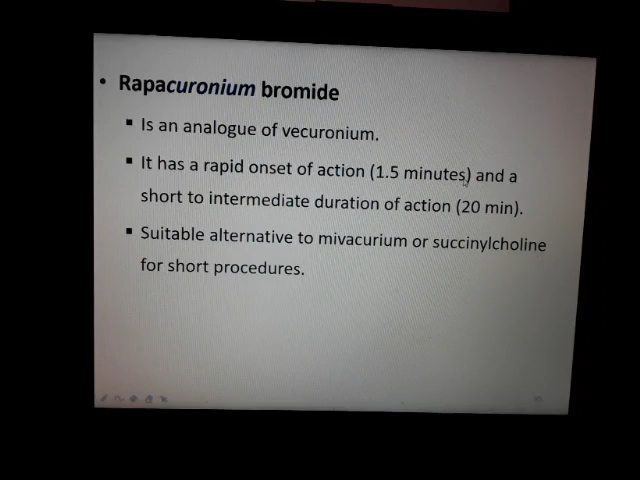 • Rapacuronium bromide
▪ Is an analogue of vecuronium.
▪ It has a rapid onset of action (1.5 minutes) and a
short to intermediate duration of action (20 min).
▪ Suitable alternative to mivacurium or succinylcholine
for short procedures.